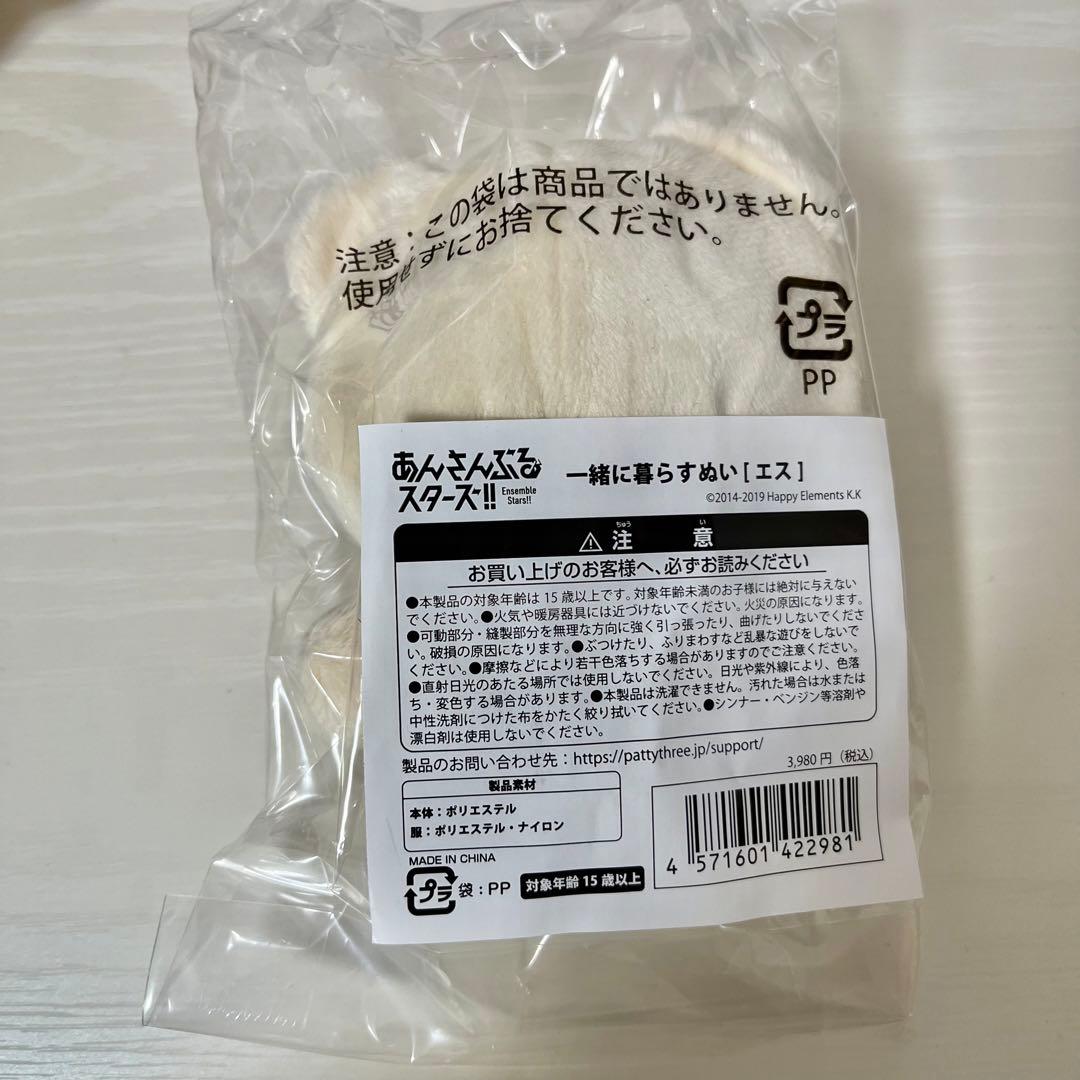 注意:この袋は商品ではありません。
使用せずにお捨てください。
プラ
PP
あんさんぶる
スターズ!!
Ensemble
Stars!!
一緒に暮らすぬい[エス]
©2014-2019 Happy Elements K.K
⚠注意
ちゅう い
お買い上げのお客様へ、必ずお読みください
●本製品の対象年齢は15歳以上です。対象年齢未満のお子様には絶対に与えない
でください。●火気や暖房器具には近づけないでください。火災の原因になります。
●可動部分・縫製部分を無理な方向に強く引っ張ったり、曲げたりしないでくださ
い。破損の原因になります。●ぶつけたり、ふりまわすなど乱暴な遊びをしないで
ください。●摩擦などにより若干色落ちする場合がありますのでご注意ください。
●直射日光のあたる場所では使用しないでください。日光や紫外線により、色落
ち・変色する場合があります。●本製品は洗濯できません。汚れた場合は水または
中性洗剤につけた布をかたく絞り拭いてください。●シンナー・ベンジン等溶剤や
漂白剤は使用しないでください。
製品のお問い合わせ先:https://pattythree.jp/support/
3,980円(税込)
製品素材
本体:ポリエステル
服:ポリエステル・ナイロン
MADE IN CHINA
プラ 袋:PP 対象年齢15歳以上
4 571601 422981